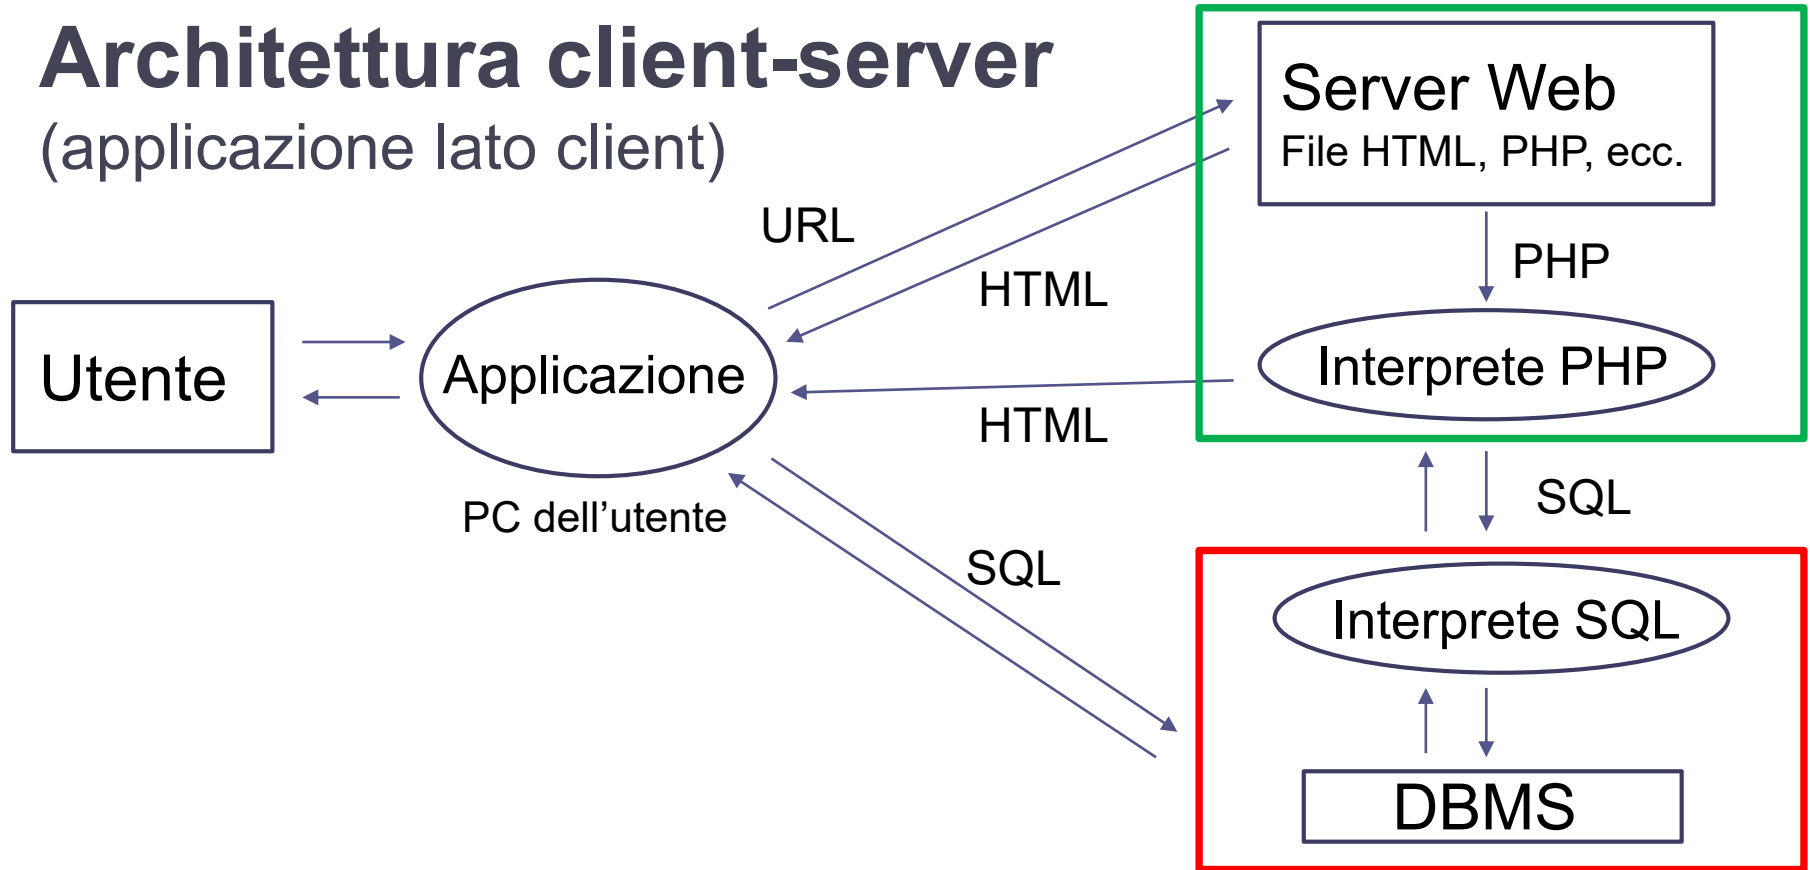 Architettura client-server
(applicazione lato client)
Server Web
File HTML, PHP, ecc.
URL
HTML
PHP
Utente
Applicazione
Interprete PHP
HTML
PC dell’utente
SQL
SQL
Interprete SQL
DBMS